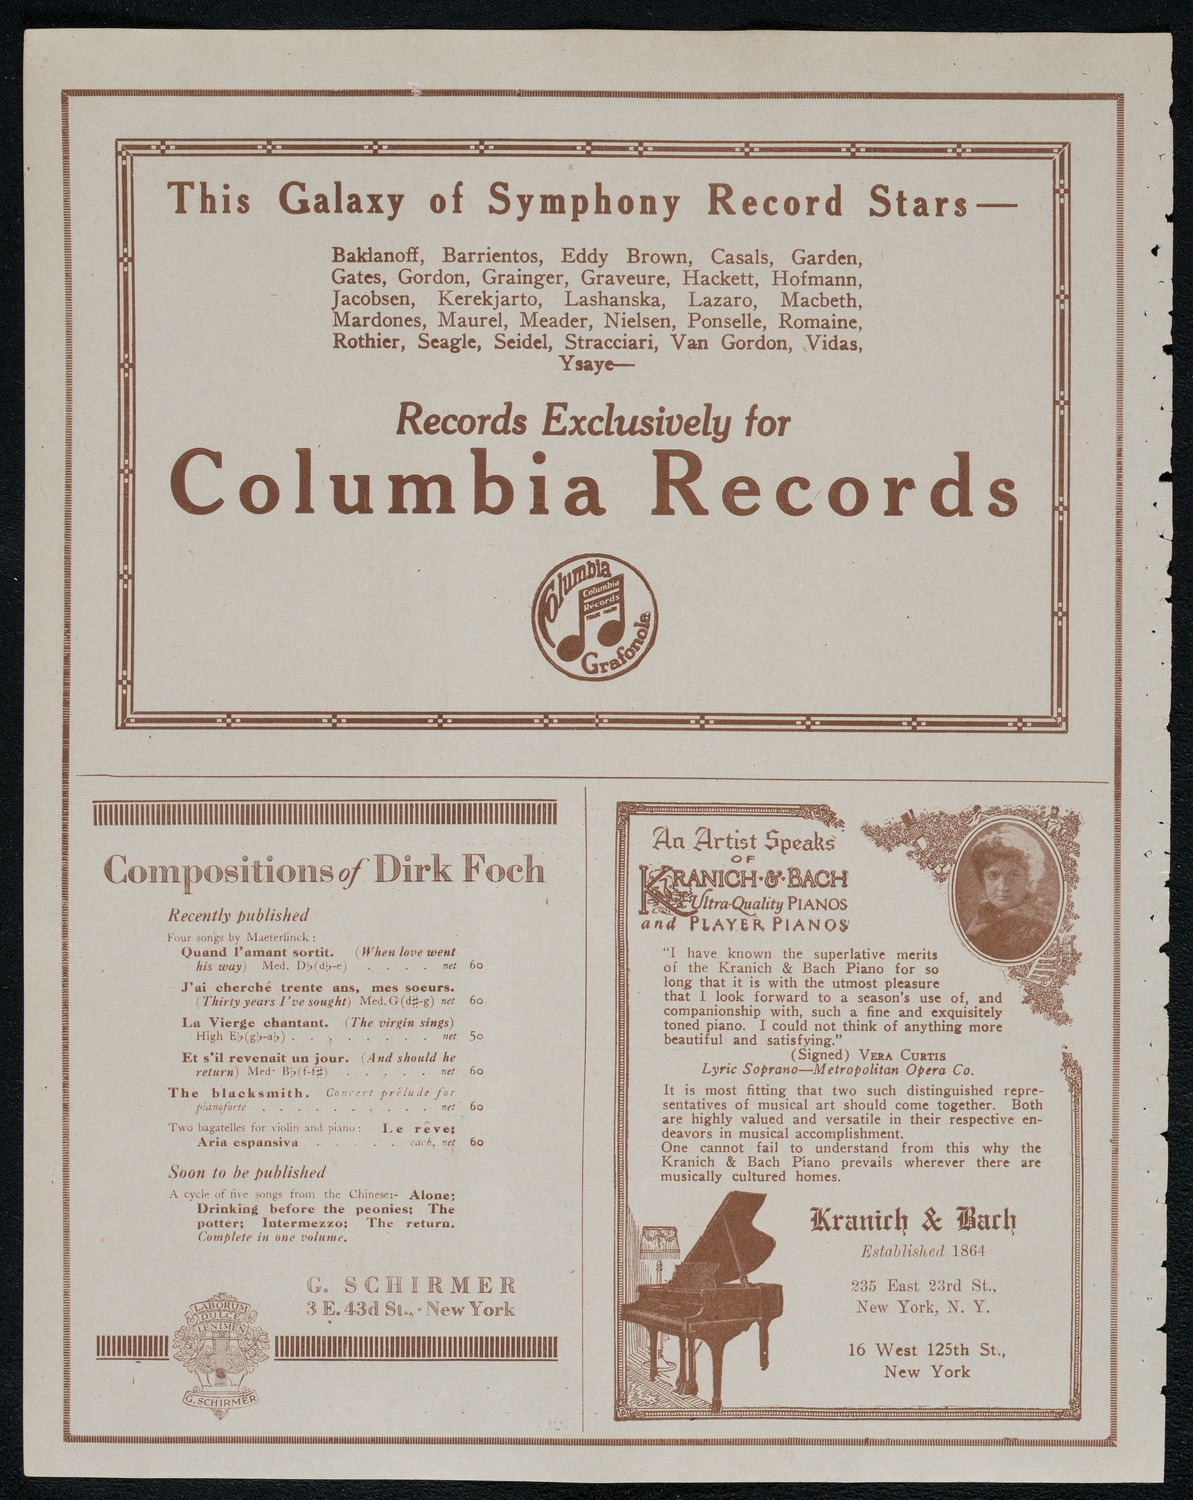 This Galaxy of Symphony Record Stars—
Baklanoff, Barrientos, Eddy Brown, Casals, Garden,
Gates, Gordon, Grainger, Graveure, Hackett, Hofmann,
Jacobsen, Kerekjarto, Lashanska, Lazaro, Macbeth,
Mardones, Maurel, Meader, Nielsen, Ponselle, Romaine,
Rothier, Seagle, Seidel, Stracciari, Van Gordon, Vidas,
Ysaye—
Records Exclusively for
Columbia Records
Columbia
Columbia
Records
Grafonola
Compositions of Dirk Foch
Recently published
Four songs by Maeterlinck:
Quand l'amant sortit. (When love went
his way) Med. D♭(d♭-e) . . . . net 60
J'ai cherché trente ans, mes soeurs.
(Thirty years I've sought) Med. G (d♯-g) net 60
La Vierge chantant. (The virgin sings)
High E♭(g♭-a♭) . . . . . . . . net 50
Et s'il revenait un jour. (And should he
return) Med· B♭(f-f♯) . . . . . net 60
The blacksmith. Concert prélude for
pianoforte . . . . . . . . . . net 60
Two bagatelles for violin and piano: Le rêve;
Aria espansiva . . . . . each, net 60
Soon to be published
A cycle of five songs from the Chinese:- Alone;
Drinking before the peonies; The
potter; Intermezzo; The return.
Complete in one volume.
G. SCHIRMER
3 E. 43d St., · New York
LABORUM
DULCE
LENIMEN
G. SCHIRMER
An Artist Speaks
OF
KRANICH·&·BACH
Ultra-Quality PIANOS
and PLAYER PIANOS
"I have known the superlative merits
of the Kranich & Bach Piano for so
long that it is with the utmost pleasure
that I look forward to a season's use of, and
companionship with, such a fine and exquisitely
toned piano. I could not think of anything more
beautiful and satisfying."
(Signed) VERA CURTIS
Lyric Soprano—Metropolitan Opera Co.
It is most fitting that two such distinguished repre-
sentatives of musical art should come together. Both
are highly valued and versatile in their respective en-
deavors in musical accomplishment.
One cannot fail to understand from this why the
Kranich & Bach Piano prevails wherever there are
musically cultured homes.
Kranich & Bach
Established 1864
235 East 23rd St.,
New York, N. Y.
16 West 125th St.,
New York